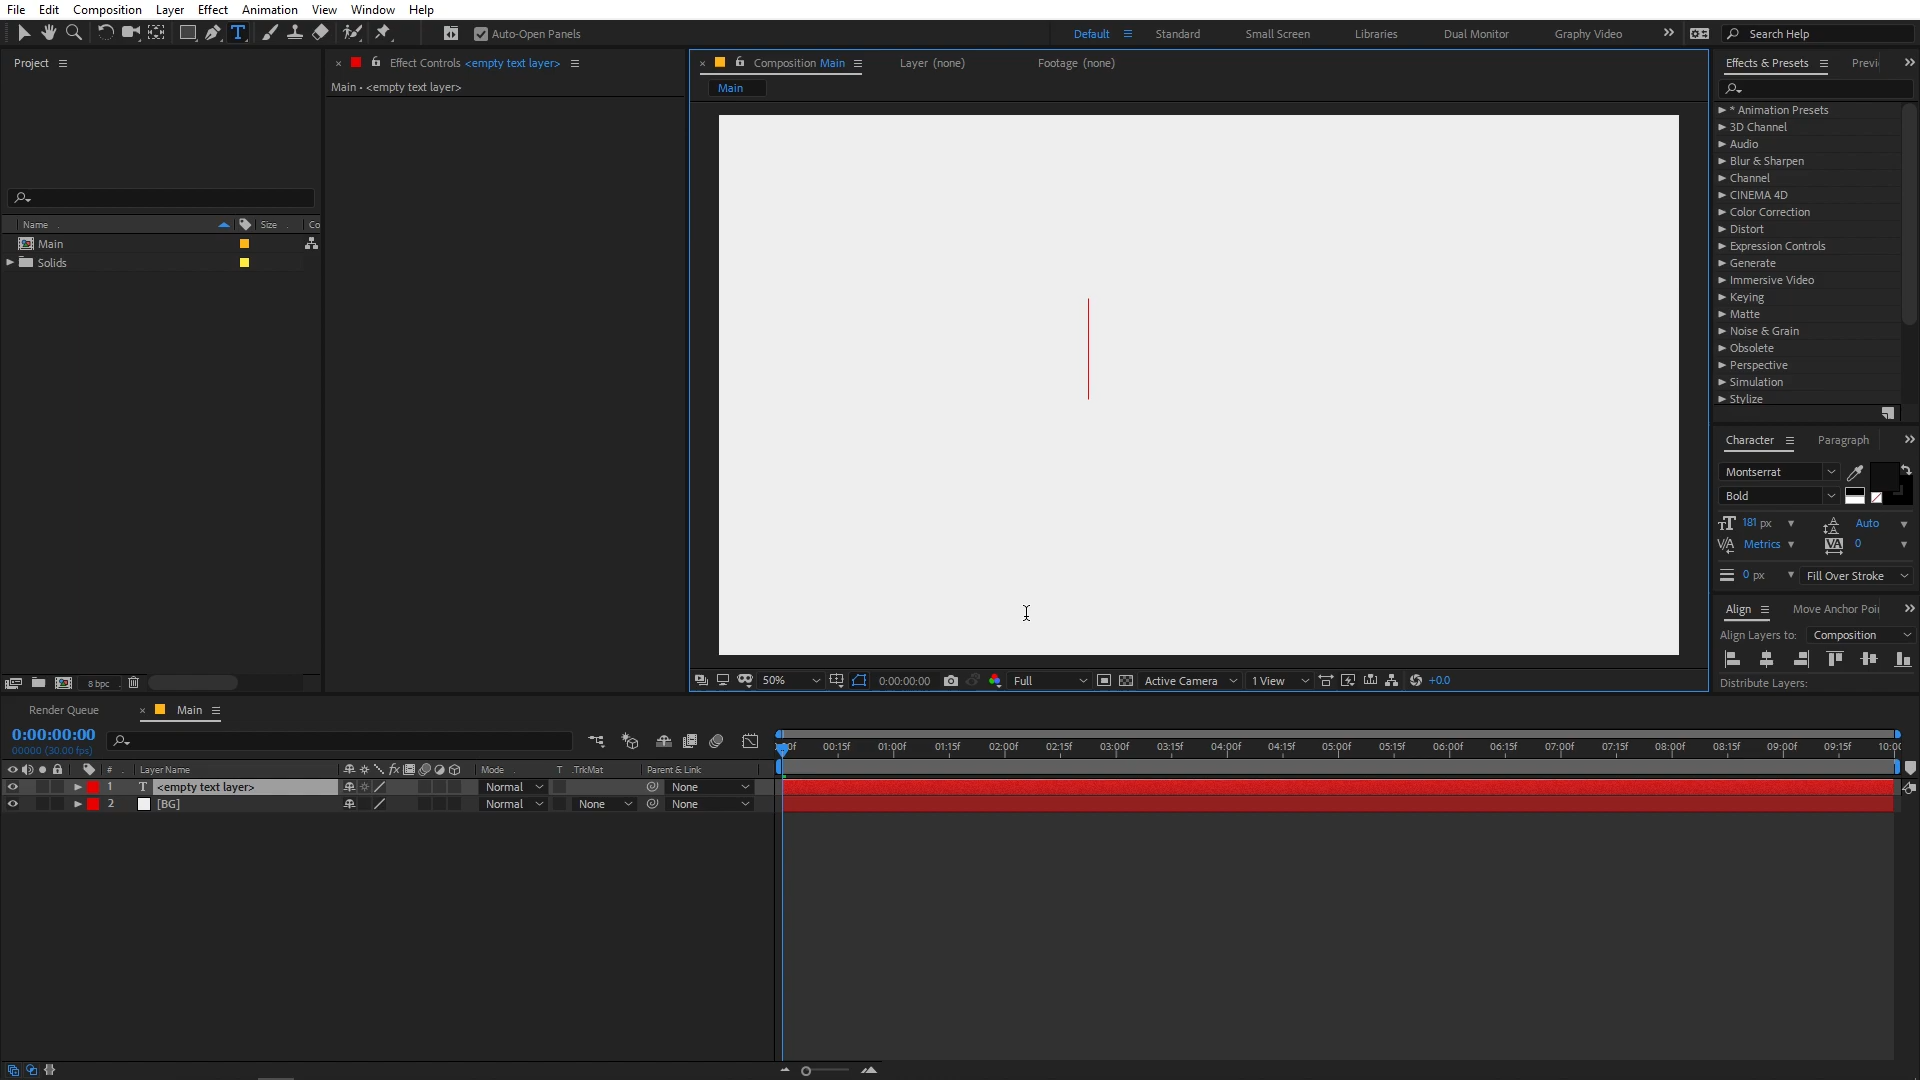 File Edit Composition Layer Effect Animation View Window Help
Auto-Open Panels
Default Standard Small Screen Libraries Dual Monitor Graphy Video Search Help
Project
Effect Controls <empty text layer>
Main • <empty text layer>
Composition Main
Layer (none)
Footage (none)
Main
Effects & Presets
* Animation Presets
3D Channel
Audio
Blur & Sharpen
Channel
CINEMA 4D
Color Correction
Distort
Expression Controls
Generate
Immersive Video
Keying
Matte
Noise & Grain
Obsolete
Perspective
Simulation
Stylize
Name Size
Main
Solids
8 bpc
Character Paragraph
Montserrat
Bold
181 px Auto
Metrics 0
0 px Fill Over Stroke
Align Move Anchor Poi
Align Layers to: Composition
Distribute Layers:
50% 0:00:00:00 Full Active Camera 1 View +0.0
Render Queue Main
0:00:00:00
00000 (30.00 fps)
00:15f 01:00f 01:15f 02:00f 02:15f 03:00f 03:15f 04:00f 04:15f 05:00f 05:15f 06:00f 06:15f 07:00f 07:15f 08:00f 08:15f 09:00f 09:15f
# Layer Name Mode T .TrkMat Parent & Link
1 T <empty text layer> Normal None
2 [BG] Normal None None